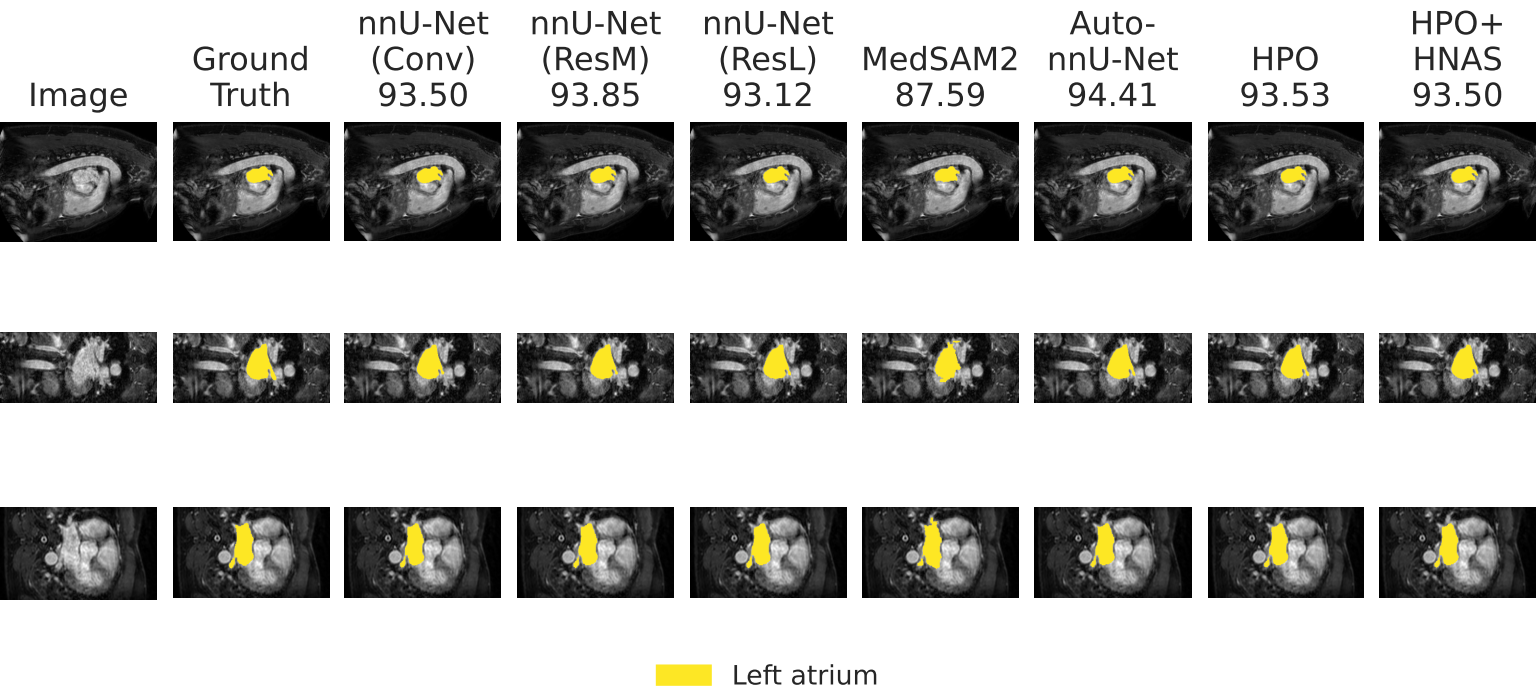 Image
Ground
Truth
nnU-Net
(Conv)
93.50
nnU-Net
(ResM)
93.85
nnU-Net
(ResL)
93.12
MedSAM2
87.59
Auto-
nnU-Net
94.41
HPO
93.53
HPO+
HNAS
93.50
Left atrium